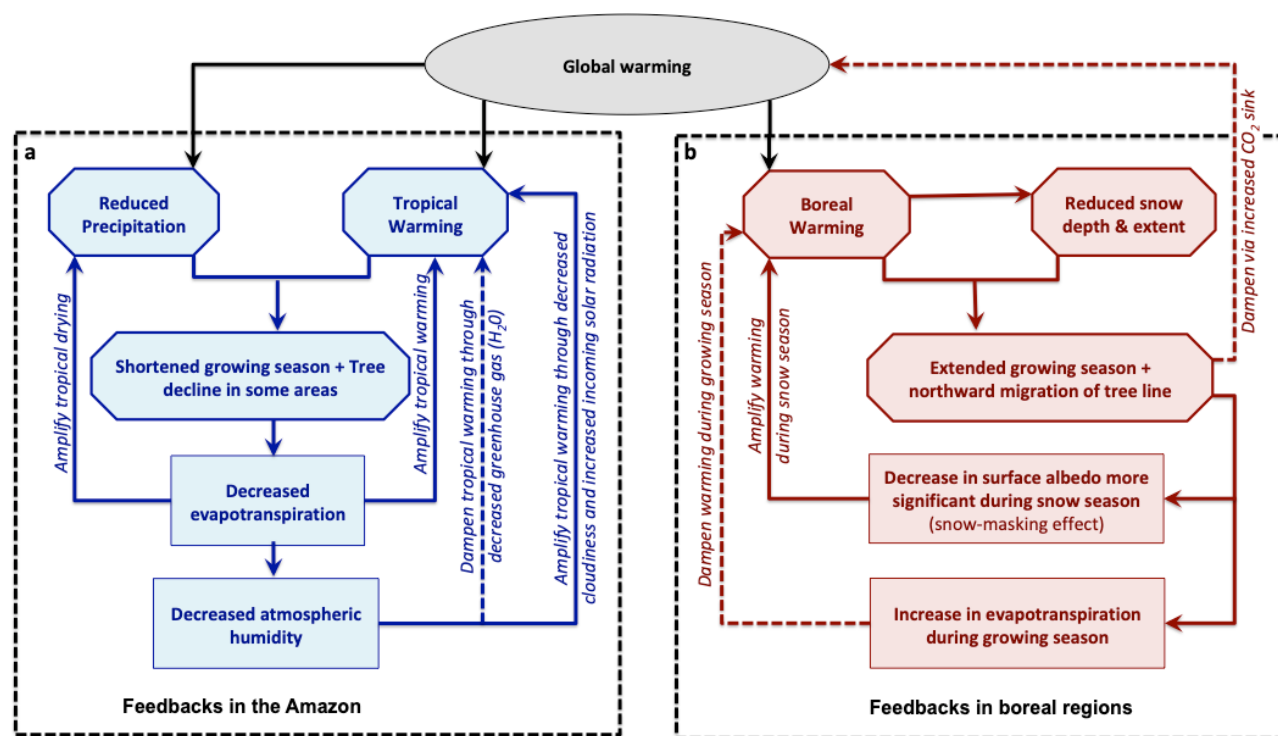 Global warming
a
Reduced
Precipitation
Tropical
Warming
Amplify tropical drying
Shortened growing season + Tree
decline in some areas
Amplify tropical warming
Dampen tropical warming through
decreased greenhouse gas (H₂0)
Amplify tropical warming through decreased
cloudiness and increased incoming solar radiation
Decreased
evapotranspiration
Decreased atmospheric
humidity
Feedbacks in the Amazon
b
Boreal
Warming
Reduced snow
depth & extent
Dampen via increased CO₂ sink
Dampen warming during growing season
Amplify warming
during snow season
Extended growing season +
northward migration of tree line
Decrease in surface albedo more
significant during snow season
(snow-masking effect)
Increase in evapotranspiration
during growing season
Feedbacks in boreal regions